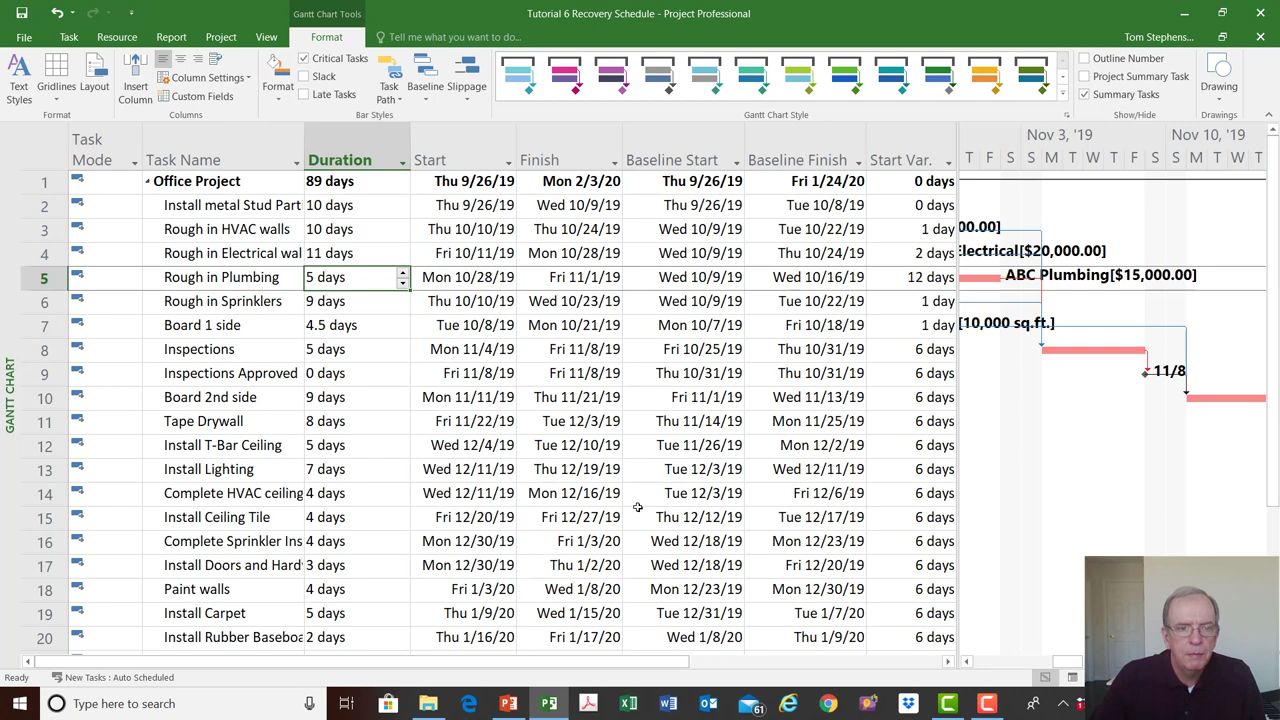 Gantt Chart Tools
Tutorial 6 Recovery Schedule - Project Professional
File Task Resource Report Project View Format Tell me what you want to do... Tom Stephens...
Text Styles Gridlines Layout Insert Column Column Settings Custom Fields Format Critical Tasks Slack Late Tasks Task Path Baseline Slippage Outline Number Project Summary Task Summary Tasks Drawing
Format Columns Bar Styles Gantt Chart Style Show/Hide Drawings
Nov 3, '19 Nov 10, '19
Task Mode Task Name Duration Start Finish Baseline Start Baseline Finish Start Var. T F S S M T W T F S S M T W T
1 Office Project 89 days Thu 9/26/19 Mon 2/3/20 Thu 9/26/19 Fri 1/24/20 0 days
2 Install metal Stud Part 10 days Thu 9/26/19 Wed 10/9/19 Thu 9/26/19 Tue 10/8/19 0 days
3 Rough in HVAC walls 10 days Thu 10/10/19 Thu 10/24/19 Wed 10/9/19 Tue 10/22/19 1 day 00.00]
4 Rough in Electrical wal 11 days Fri 10/11/19 Mon 10/28/19 Wed 10/9/19 Thu 10/24/19 2 days Electrical[$20,000.00]
5 Rough in Plumbing 5 days Mon 10/28/19 Fri 11/1/19 Wed 10/9/19 Wed 10/16/19 12 days ABC Plumbing[$15,000.00]
6 Rough in Sprinklers 9 days Thu 10/10/19 Wed 10/23/19 Wed 10/9/19 Tue 10/22/19 1 day
7 Board 1 side 4.5 days Tue 10/8/19 Mon 10/21/19 Mon 10/7/19 Fri 10/18/19 1 day [10,000 sq.ft.]
8 Inspections 5 days Mon 11/4/19 Fri 11/8/19 Fri 10/25/19 Thu 10/31/19 6 days
9 Inspections Approved 0 days Fri 11/8/19 Fri 11/8/19 Thu 10/31/19 Thu 10/31/19 6 days 11/8
10 Board 2nd side 9 days Mon 11/11/19 Thu 11/21/19 Fri 11/1/19 Wed 11/13/19 6 days
11 Tape Drywall 8 days Fri 11/22/19 Tue 12/3/19 Thu 11/14/19 Mon 11/25/19 6 days
12 Install T-Bar Ceiling 5 days Wed 12/4/19 Tue 12/10/19 Tue 11/26/19 Mon 12/2/19 6 days
13 Install Lighting 7 days Wed 12/11/19 Thu 12/19/19 Tue 12/3/19 Wed 12/11/19 6 days
14 Complete HVAC ceiling 4 days Wed 12/11/19 Mon 12/16/19 Tue 12/3/19 Fri 12/6/19 6 days
15 Install Ceiling Tile 4 days Fri 12/20/19 Fri 12/27/19 Thu 12/12/19 Tue 12/17/19 6 days
16 Complete Sprinkler Ins 4 days Mon 12/30/19 Fri 1/3/20 Wed 12/18/19 Mon 12/23/19 6 days
17 Install Doors and Hard 3 days Mon 12/30/19 Thu 1/2/20 Wed 12/18/19 Fri 12/20/19 6 days
18 Paint walls 4 days Fri 1/3/20 Wed 1/8/20 Mon 12/23/19 Mon 12/30/19 6 days
19 Install Carpet 5 days Thu 1/9/20 Wed 1/15/20 Tue 12/31/19 Tue 1/7/20 6 days
20 Install Rubber Baseboa 2 days Thu 1/16/20 Fri 1/17/20 Wed 1/8/20 Thu 1/9/20 6 days
GANTT CHART
Ready New Tasks : Auto Scheduled
Type here to search 61